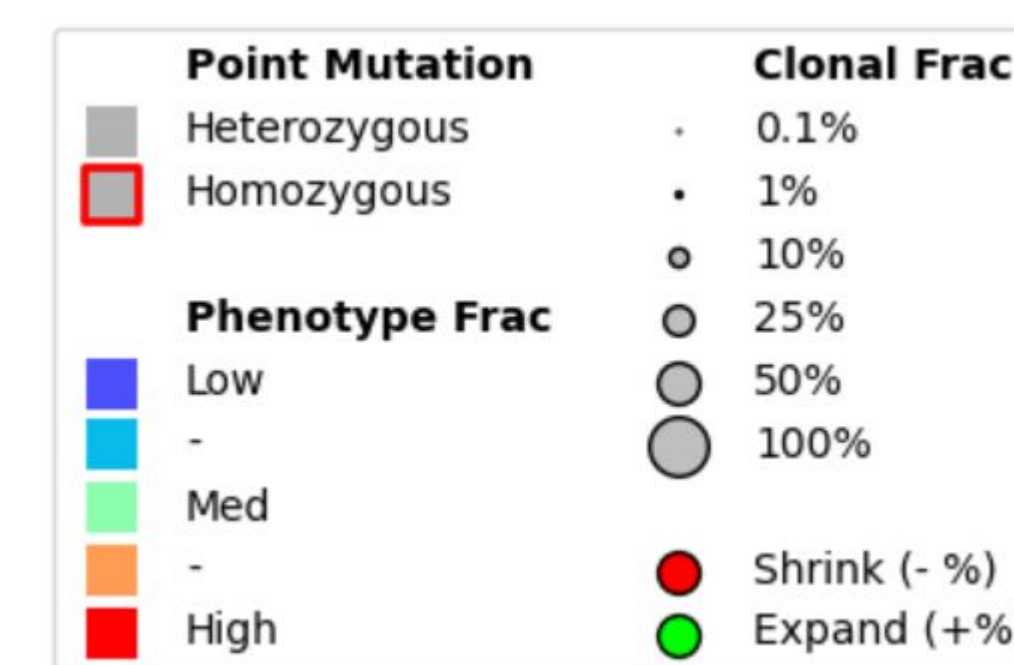 Point Mutation
Heterozygous
Homozygous
Phenotype Frac
Low
-
Med
-
High
Clonal Frac
0.1%
1%
10%
25%
50%
100%
Shrink (- %)
Expand (+%